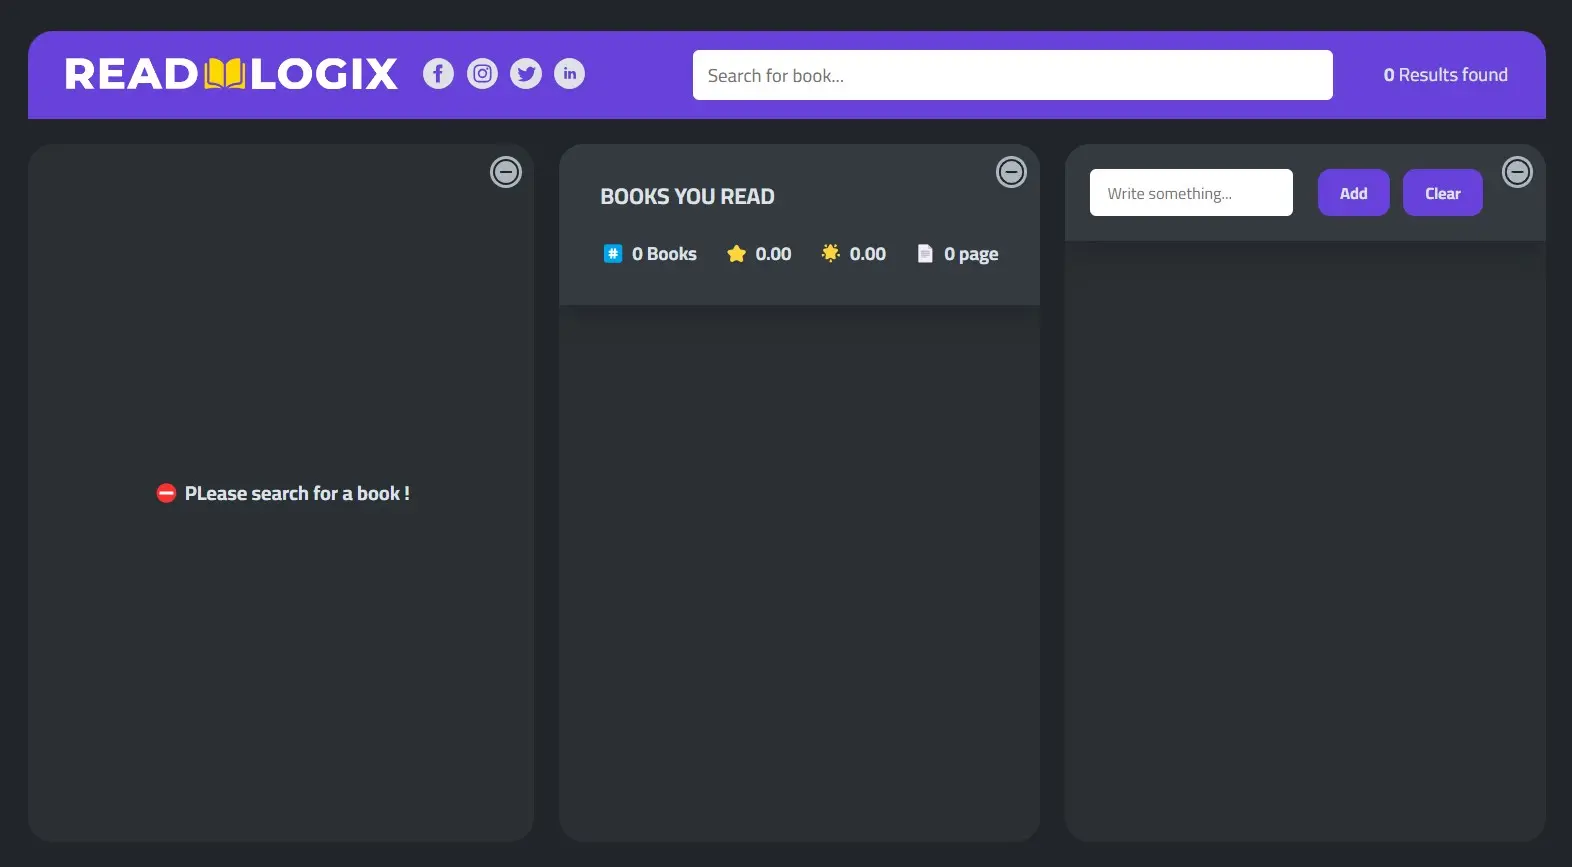 READ LOGIX
Search for book...
0 Results found
PLease search for a book !
BOOKS YOU READ
# 0 Books 0.00 0.00 0 page
Write something...
Add
Clear